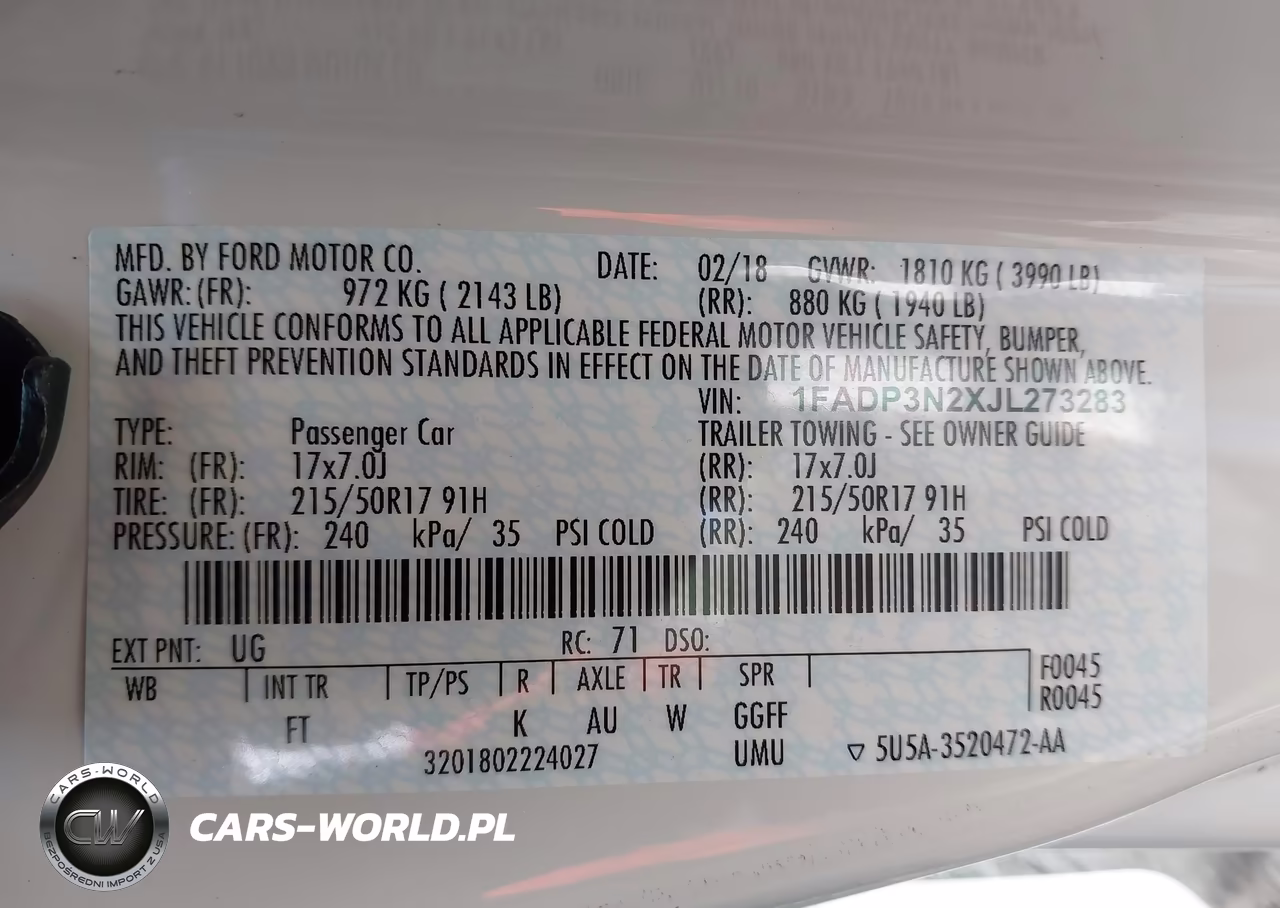 MFD. BY FORD MOTOR CO. DATE: 02/18 GVWR: 1810 KG ( 3990 LB)
GAWR: (FR): 972 KG ( 2143 LB) (RR): 880 KG ( 1940 LB)
THIS VEHICLE CONFORMS TO ALL APPLICABLE FEDERAL MOTOR VEHICLE SAFETY, BUMPER,
AND THEFT PREVENTION STANDARDS IN EFFECT ON THE DATE OF MANUFACTURE SHOWN ABOVE.
VIN: 1FADP3N2XJL273283
TYPE: Passenger Car TRAILER TOWING - SEE OWNER GUIDE
RIM: (FR): 17x7.0J (RR): 17x7.0J
TIRE: (FR): 215/50R17 91H (RR): 215/50R17 91H
PRESSURE: (FR): 240 kPa/ 35 PSI COLD (RR): 240 kPa/ 35 PSI COLD
EXT PNT: UG RC: 71 DSO:
WB INT TR TP/PS R AXLE TR SPR F0045
R0045
FT K AU W GGFF
3201802224027 UMU ▽ 5U5A-3520472-AA
CARS-WORLD
CW
BEZPOŚREDNI IMPORT Z USA
CARS-WORLD.PL